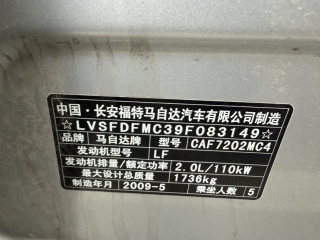 中国·长安福特马自达汽车有限公司制造
☆LVSFDFMC39F083149☆
品牌 马自达牌 型号 CAF7202MC4
发动机型号 LF
发动机排量/额定功率 2.0L/110kW
最大设计总质量 1736kg
制造年月 2009-5 乘坐人数 5